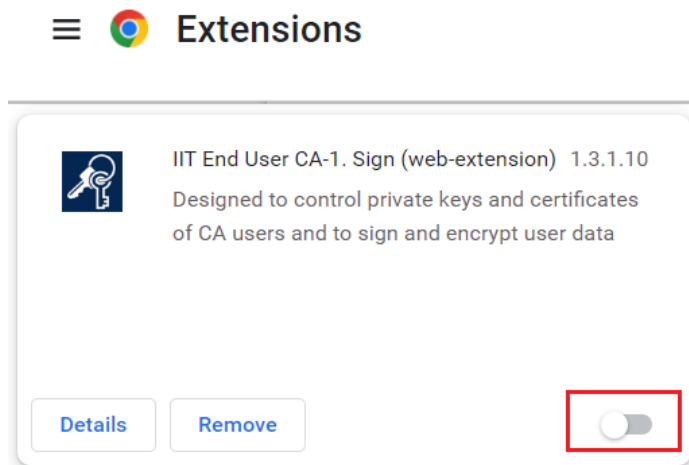 Extensions
IIT End User CA-1. Sign (web-extension) 1.3.1.10
Designed to control private keys and certificates
of CA users and to sign and encrypt user data
Details Remove